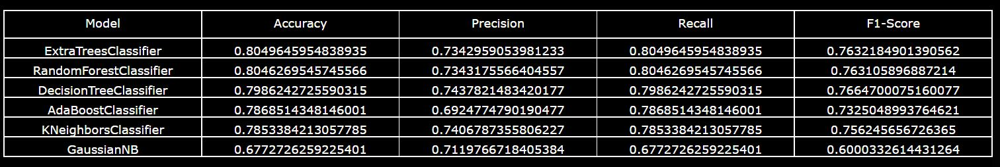 Model Accuracy Precision Recall F1-Score
ExtraTreesClassifier 0.8049645954838935 0.7342959053981233 0.8049645954838935 0.7632184901390562
RandomForestClassifier 0.8046269545745566 0.7343175566404557 0.8046269545745566 0.763105896887214
DecisionTreeClassifier 0.7986242725590315 0.7437821483420177 0.7986242725590315 0.7664700075160077
AdaBoostClassifier 0.7868514348146001 0.6924774790190477 0.7868514348146001 0.7325048993764621
KNeighborsClassifier 0.7853384213057785 0.7406787355806227 0.7853384213057785 0.756245656726365
GaussianNB 0.6772726259225401 0.7119766718405384 0.6772726259225401 0.6000332614431264